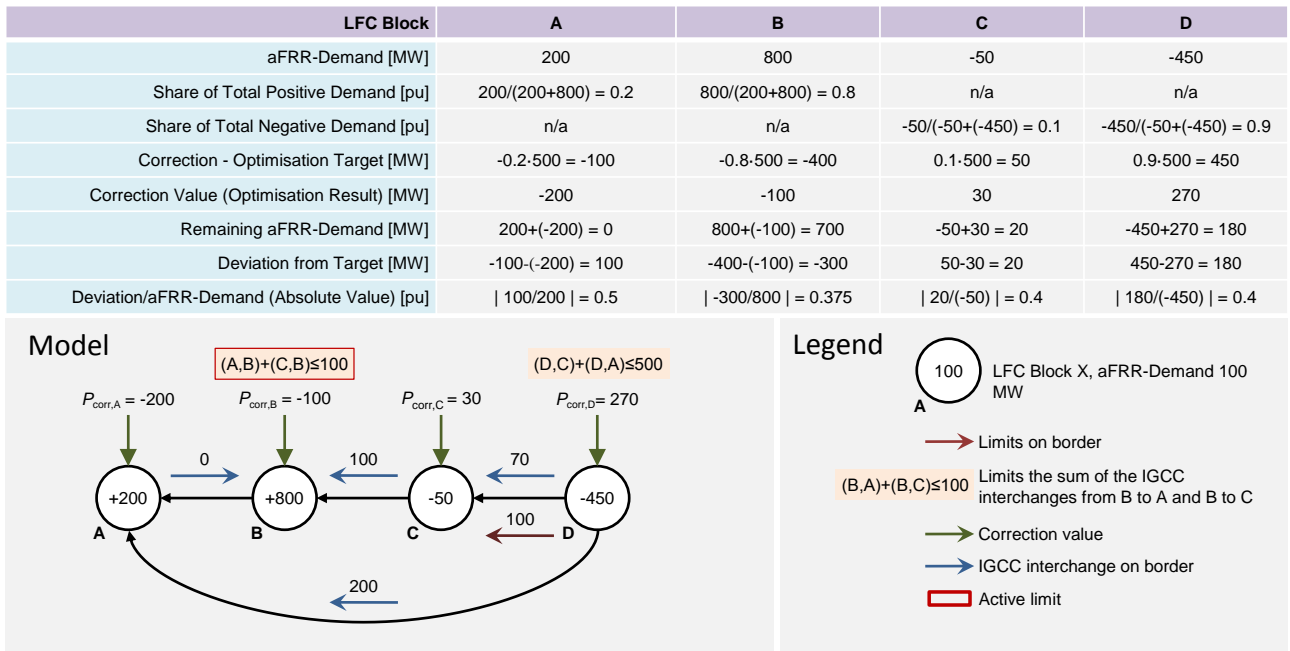 LFC Block A B C D
aFRR-Demand [MW] 200 800 -50 -450
Share of Total Positive Demand [pu] 200/(200+800) = 0.2 800/(200+800) = 0.8 n/a n/a
Share of Total Negative Demand [pu] n/a n/a -50/(-50+(-450) = 0.1 -450/(-50+(-450) = 0.9
Correction - Optimisation Target [MW] -0.2·500 = -100 -0.8·500 = -400 0.1·500 = 50 0.9·500 = 450
Correction Value (Optimisation Result) [MW] -200 -100 30 270
Remaining aFRR-Demand [MW] 200+(-200) = 0 800+(-100) = 700 -50+30 = 20 -450+270 = 180
Deviation from Target [MW] -100-(-200) = 100 -400-(-100) = -300 50-30 = 20 450-270 = 180
Deviation/aFRR-Demand (Absolute Value) [pu] | 100/200 | = 0.5 | -300/800 | = 0.375 | 20/(-50) | = 0.4 | 180/(-450) | = 0.4
Model
(A,B)+(C,B)≤100 (D,C)+(D,A)≤500
Pcorr,A = -200 Pcorr,B = -100 Pcorr,C = 30 Pcorr,D= 270
0 100 70
+200 +800 -50 -450
100
A B C D
200
Legend
100
LFC Block X, aFRR-Demand 100
MW
A
Limits on border
(B,A)+(B,C)≤100
Limits the sum of the IGCC
interchanges from B to A and B to C
Correction value
IGCC interchange on border
Active limit